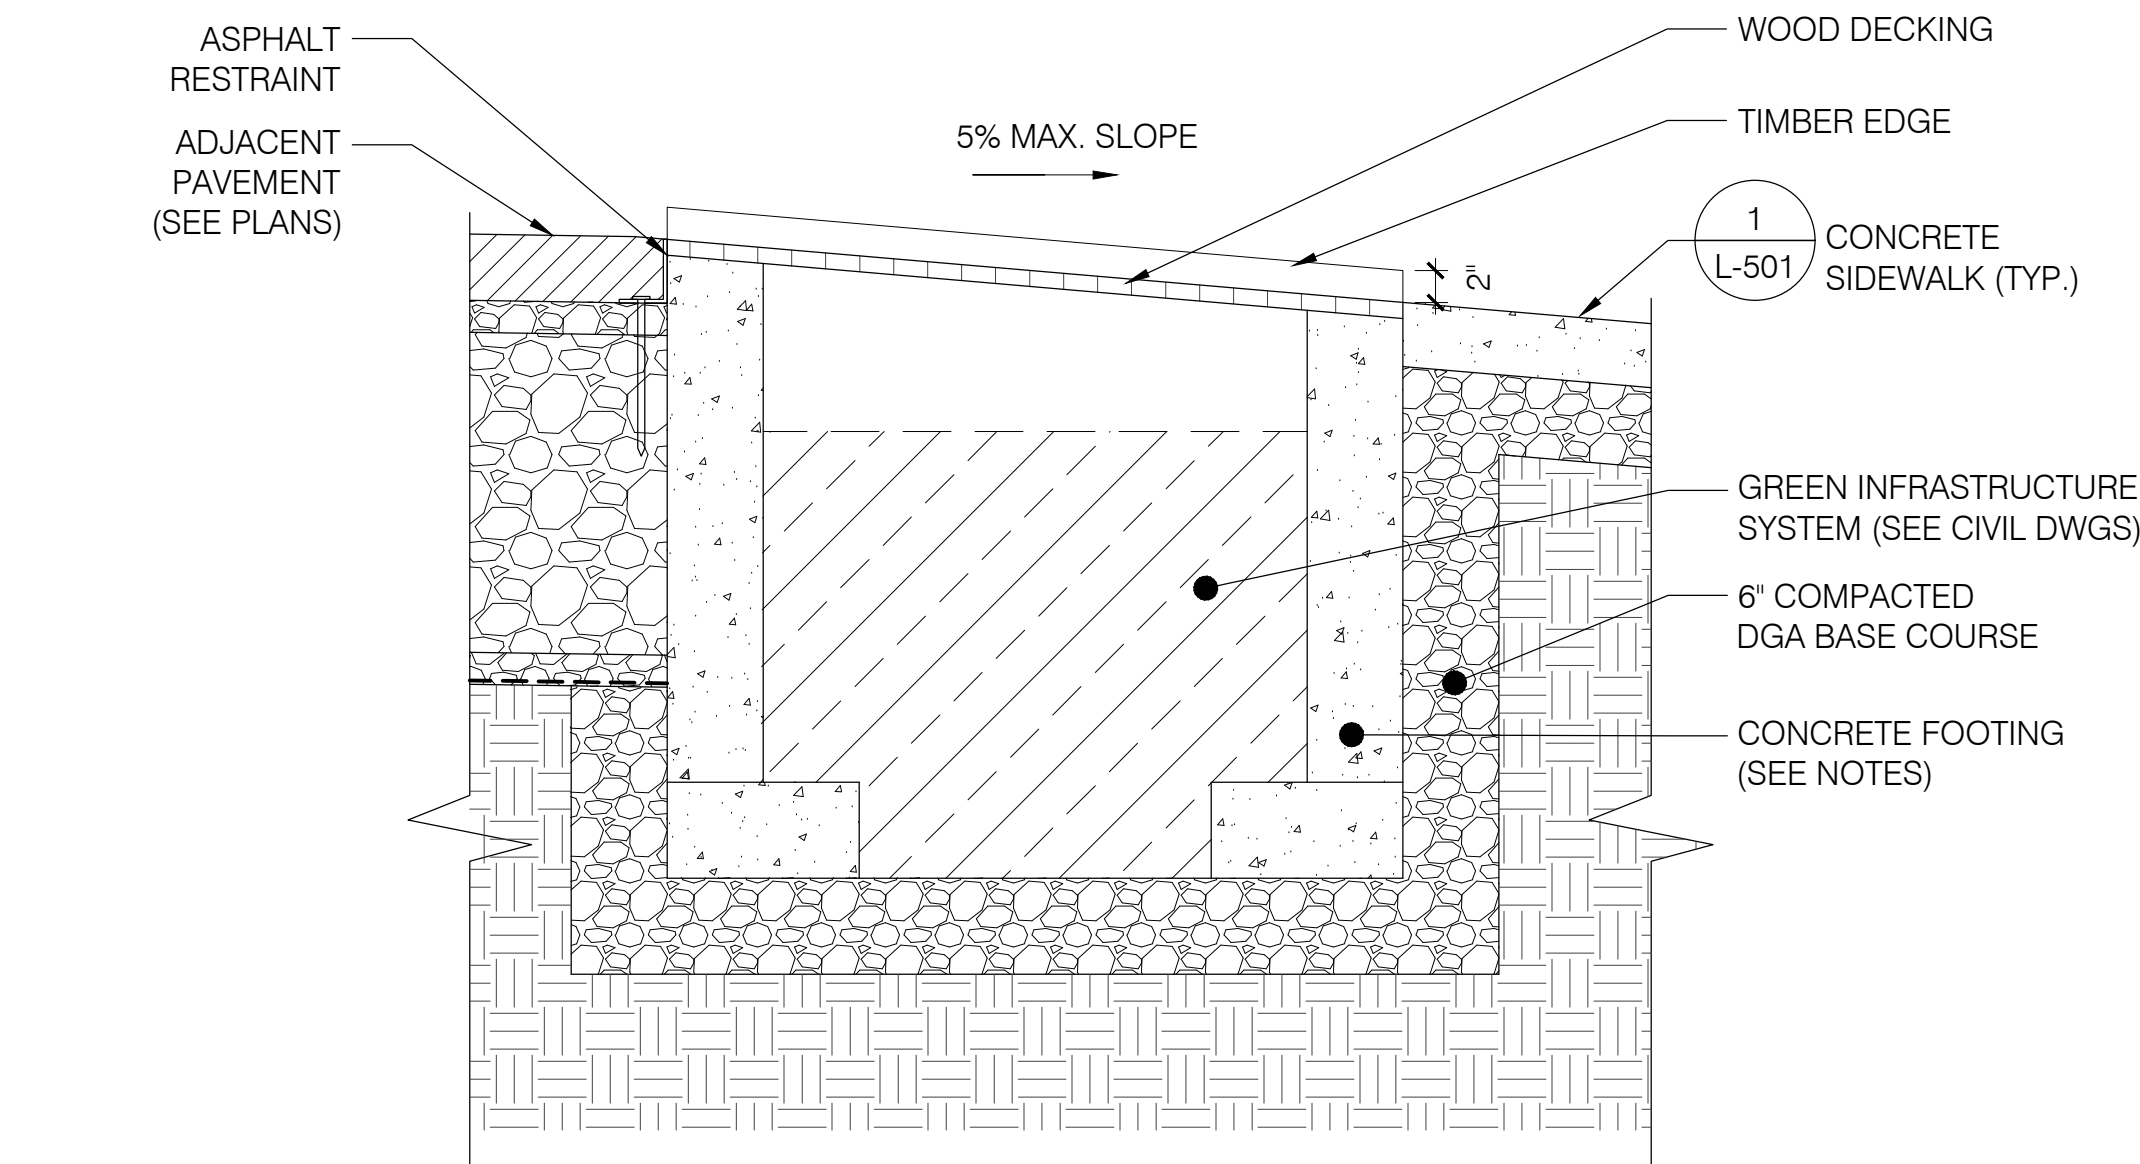 ASPHALT
RESTRAINT
ADJACENT
PAVEMENT
(SEE PLANS)
5% MAX. SLOPE
WOOD DECKING
TIMBER EDGE
2"
1
L-501
CONCRETE
SIDEWALK (TYP.)
GREEN INFRASTRUCTURE
SYSTEM (SEE CIVIL DWGS)
6" COMPACTED
DGA BASE COURSE
CONCRETE FOOTING
(SEE NOTES)